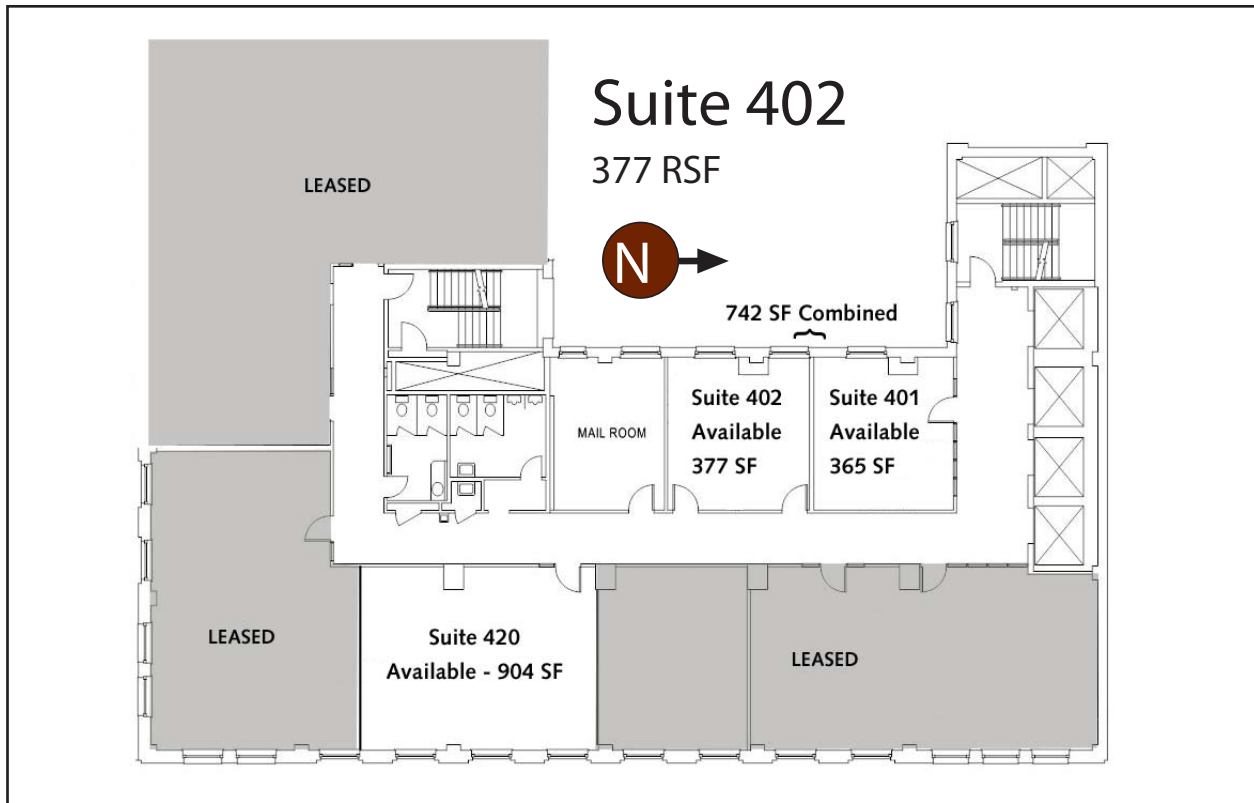 Suite 402
377 RSF
LEASED
N
742 SF Combined
MAIL ROOM
Suite 402
Available
377 SF
Suite 401
Available
365 SF
LEASED
Suite 420
Available - 904 SF
LEASED